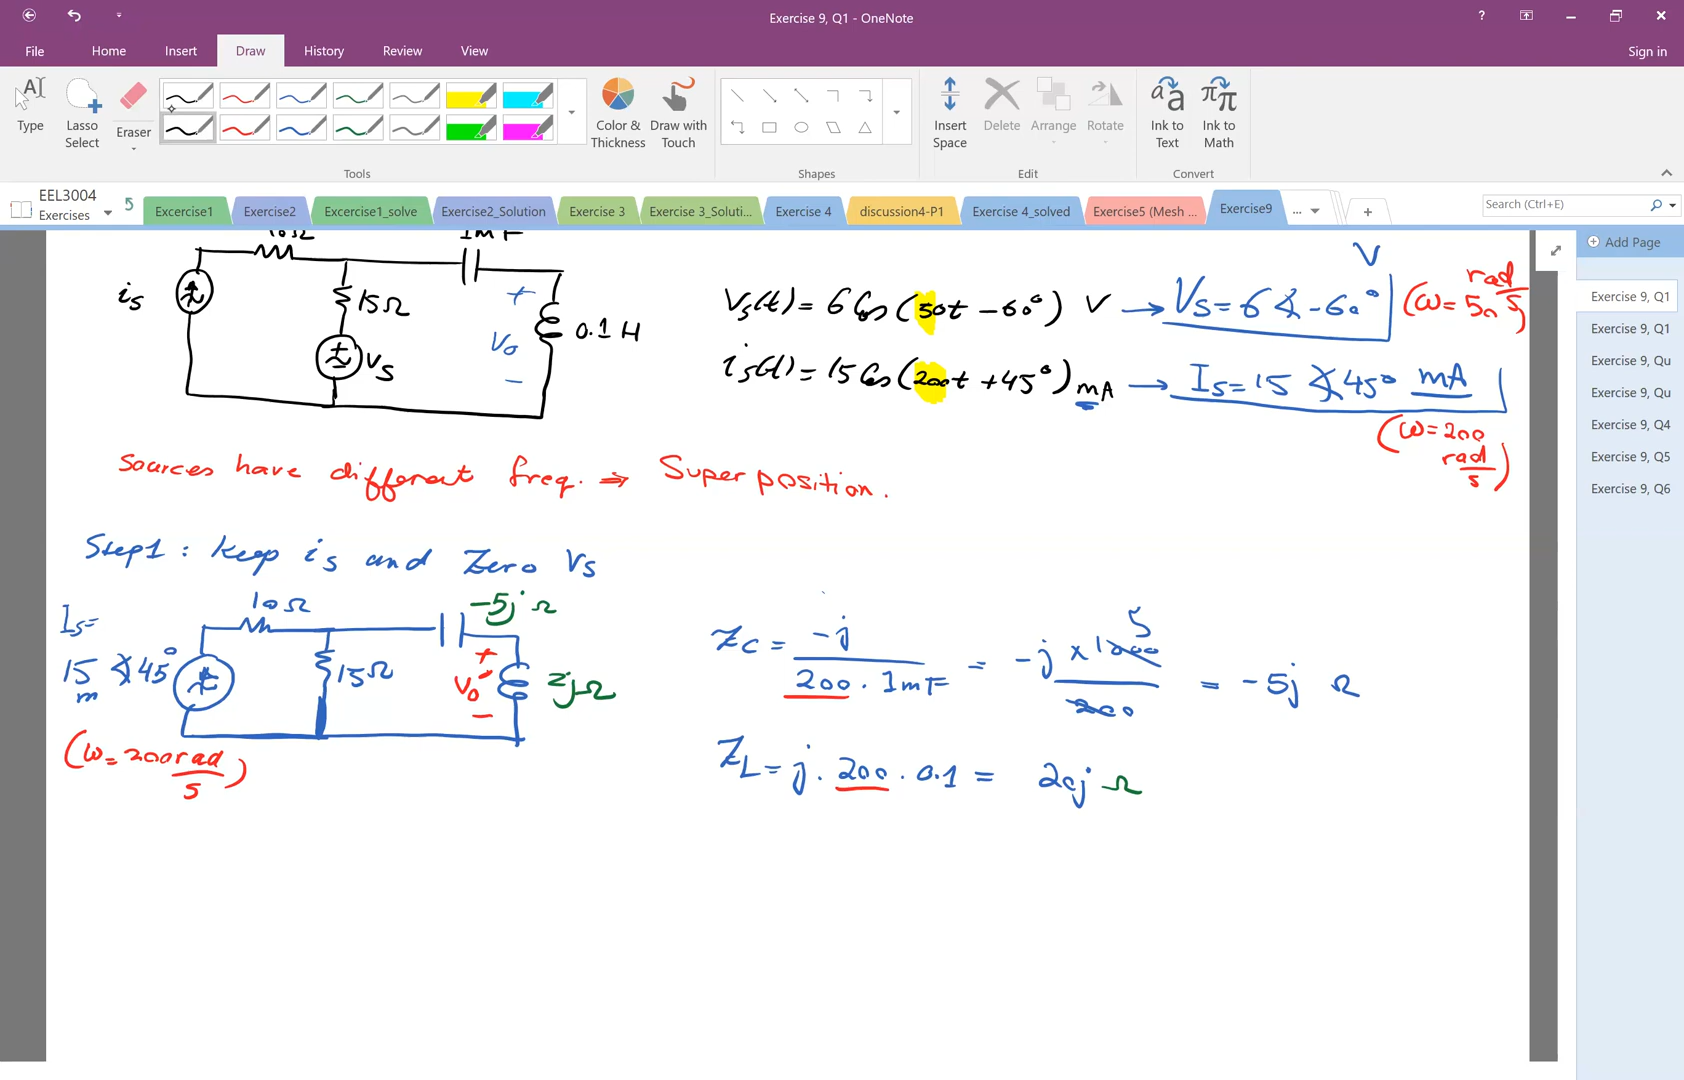 Exercise 9, Q1 - OneNote
?
File Home Insert Draw History Review View
Sign in
Type
Lasso Select
Eraser
Color & Thickness
Draw with Touch
Insert Space
Delete
Arrange
Rotate
Ink to Text
Ink to Math
Tools
Shapes
Edit
Convert
EEL3004 Exercises
Excercise1
Exercise2
Excercise1_solve
Exercise2_Solution
Exercise 3
Exercise 3_Soluti...
Exercise 4
discussion4-P1
Exercise 4_solved
Exercise5 (Mesh ...
Exercise9
...
Search (Ctrl+E)
Add Page
Exercise 9, Q1
Exercise 9, Q1
Exercise 9, Qu
Exercise 9, Qu
Exercise 9, Q4
Exercise 9, Q5
Exercise 9, Q6
10Ω
1mF
is
15Ω
Vs
+
Vo
-
0.1 H
V
Vs(t) = 6 Cos (50t - 60°) V → Vs = 6 ∠ -60° (ω = 50 rad/s)
is(t) = 15 Cos (200t + 45°) mA → Is = 15 ∠ 45° mA
(ω = 200 rad/s)
Sources have different freq. ⇒ Superposition.
Step1 : Keep is and Zero Vs
10Ω
-5j Ω
Is =
15 m ∠ 45°
15Ω
+
Vo
-
2jΩ
(ω = 200 rad/s)
Zc = -j / 200 . 1mF = -j × 1000 5 / 200 = -5j Ω
ZL = j . 200 . 0.1 = 20j Ω